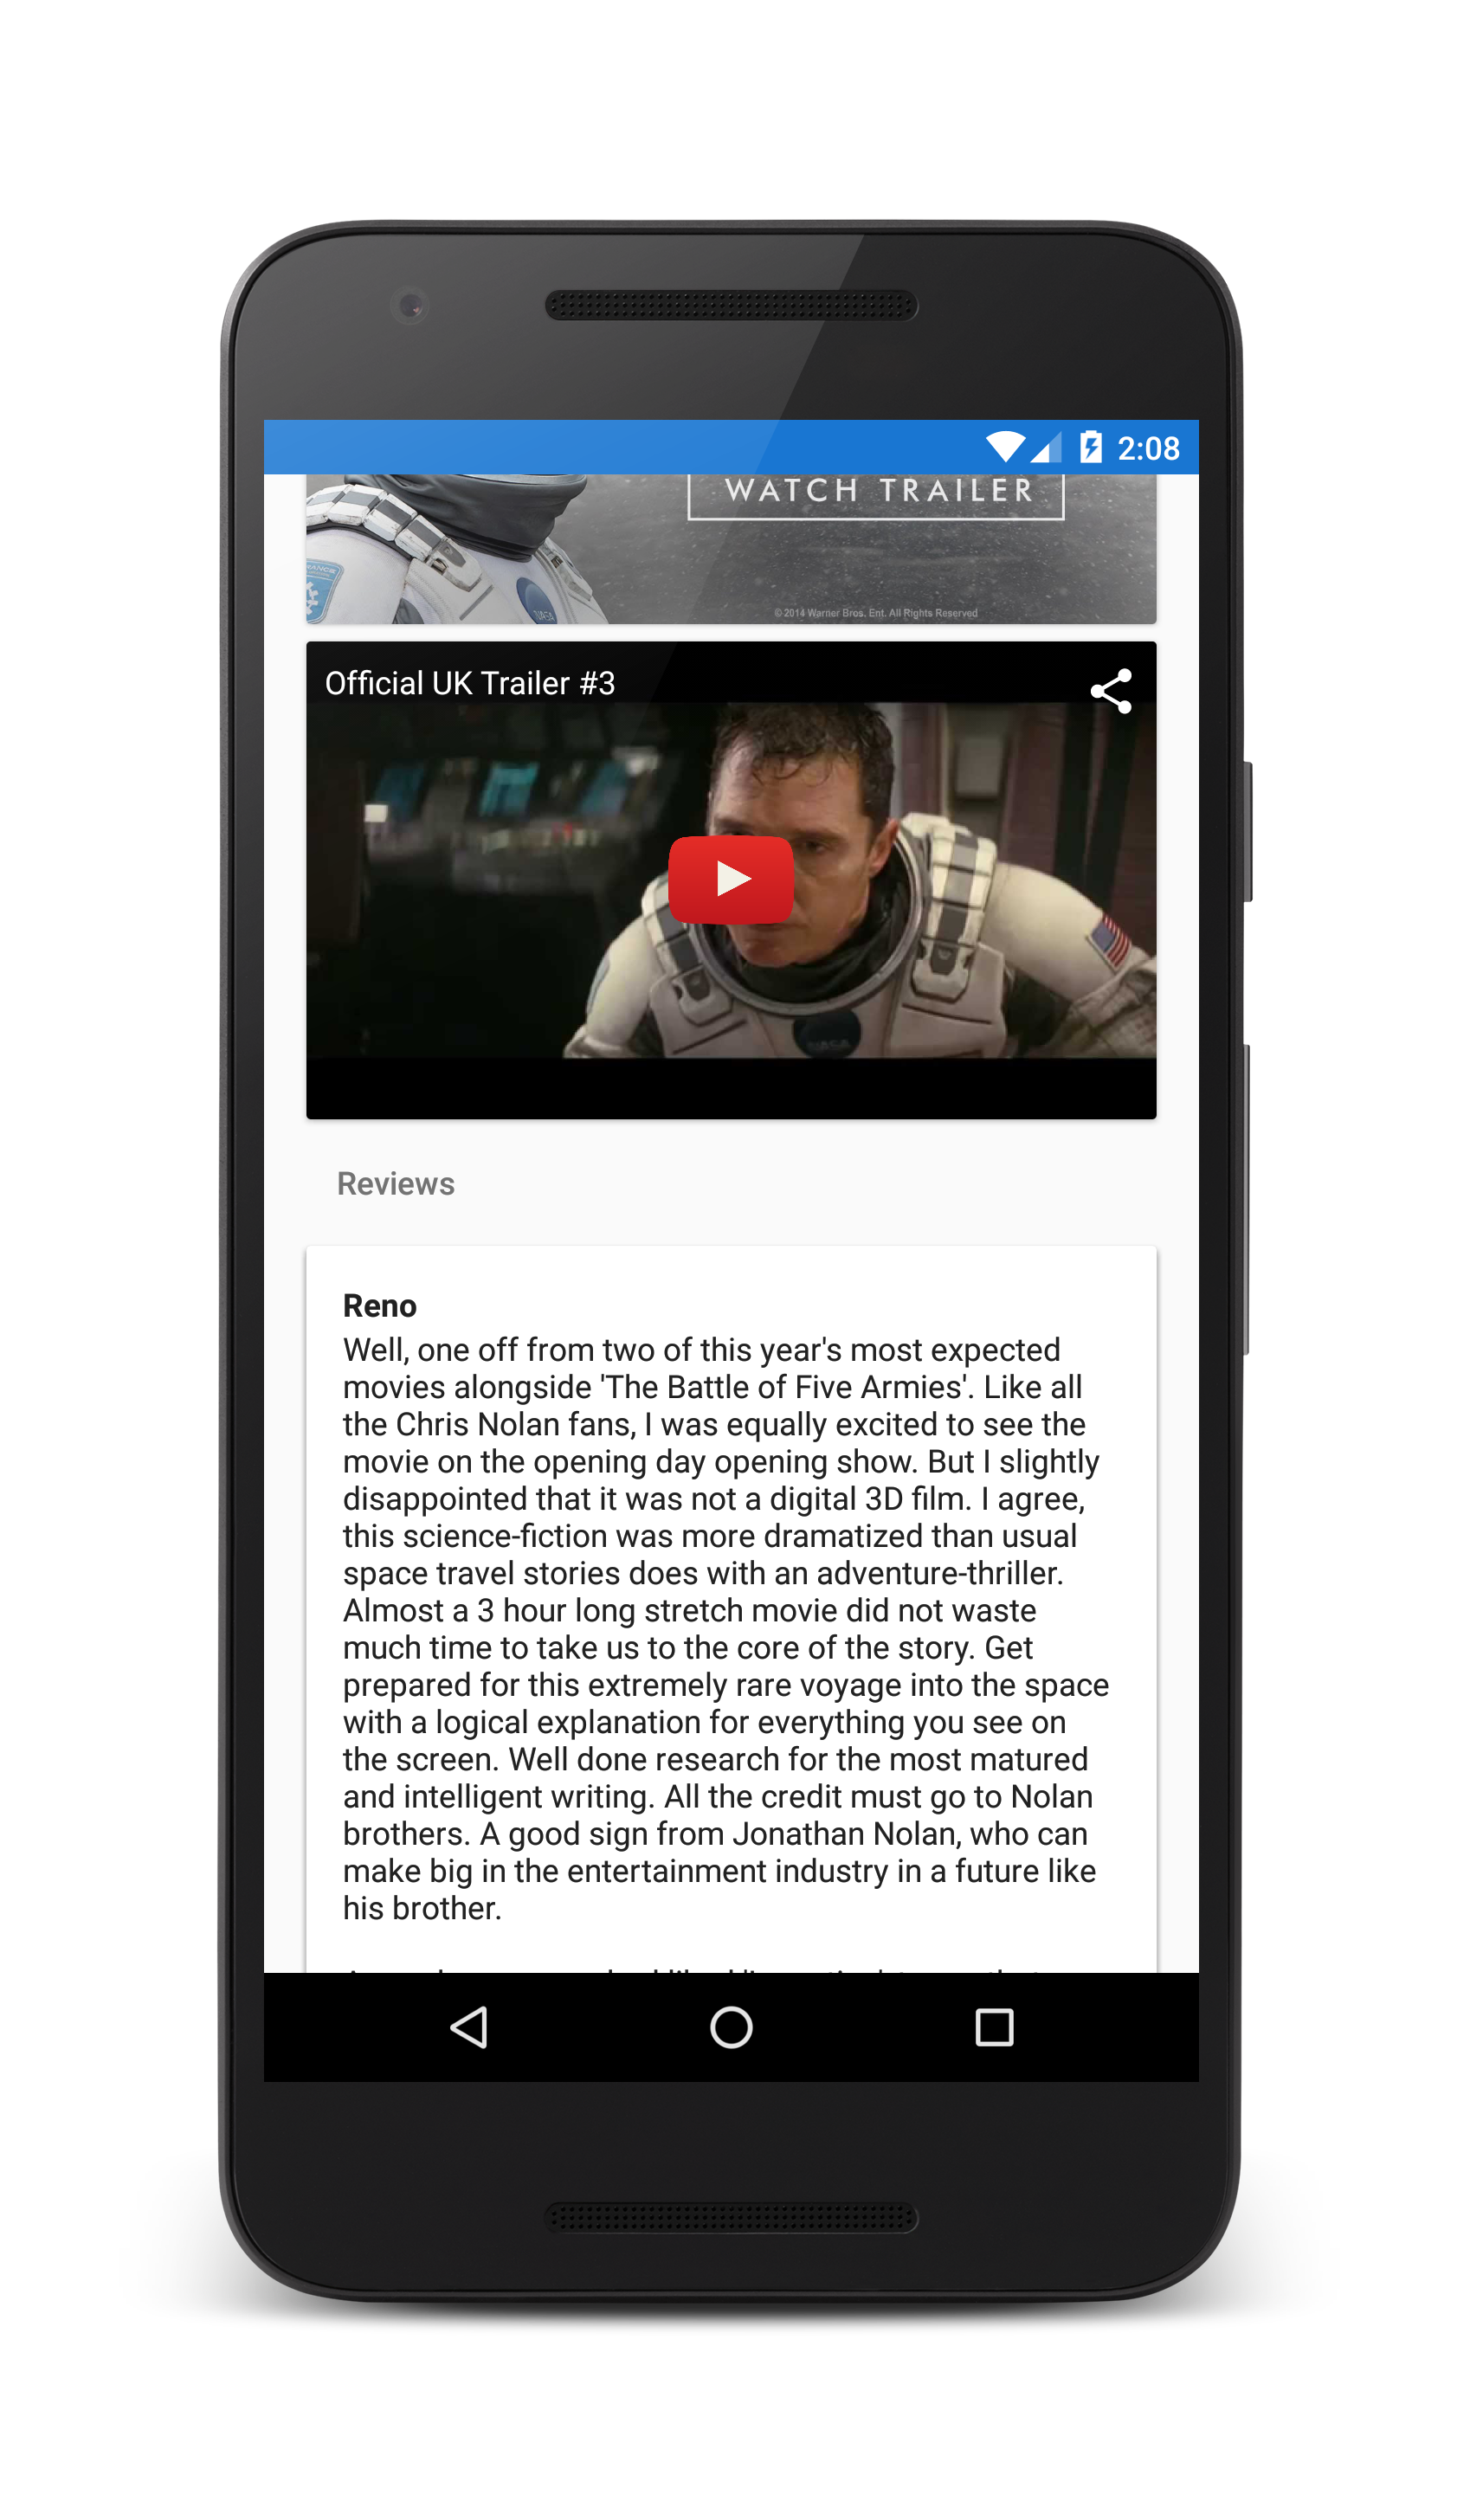 2:08
WATCH TRAILER
NASA
© 2014 Warner Bros. Ent. All Rights Reserved
Official UK Trailer #3
Reviews
Reno
Well, one off from two of this year's most expected
movies alongside 'The Battle of Five Armies'. Like all
the Chris Nolan fans, I was equally excited to see the
movie on the opening day opening show. But I slightly
disappointed that it was not a digital 3D film. I agree,
this science-fiction was more dramatized than usual
space travel stories does with an adventure-thriller.
Almost a 3 hour long stretch movie did not waste
much time to take us to the core of the story. Get
prepared for this extremely rare voyage into the space
with a logical explanation for everything you see on
the screen. Well done research for the most matured
and intelligent writing. All the credit must go to Nolan
brothers. A good sign from Jonathan Nolan, who can
make big in the entertainment industry in a future like
his brother.